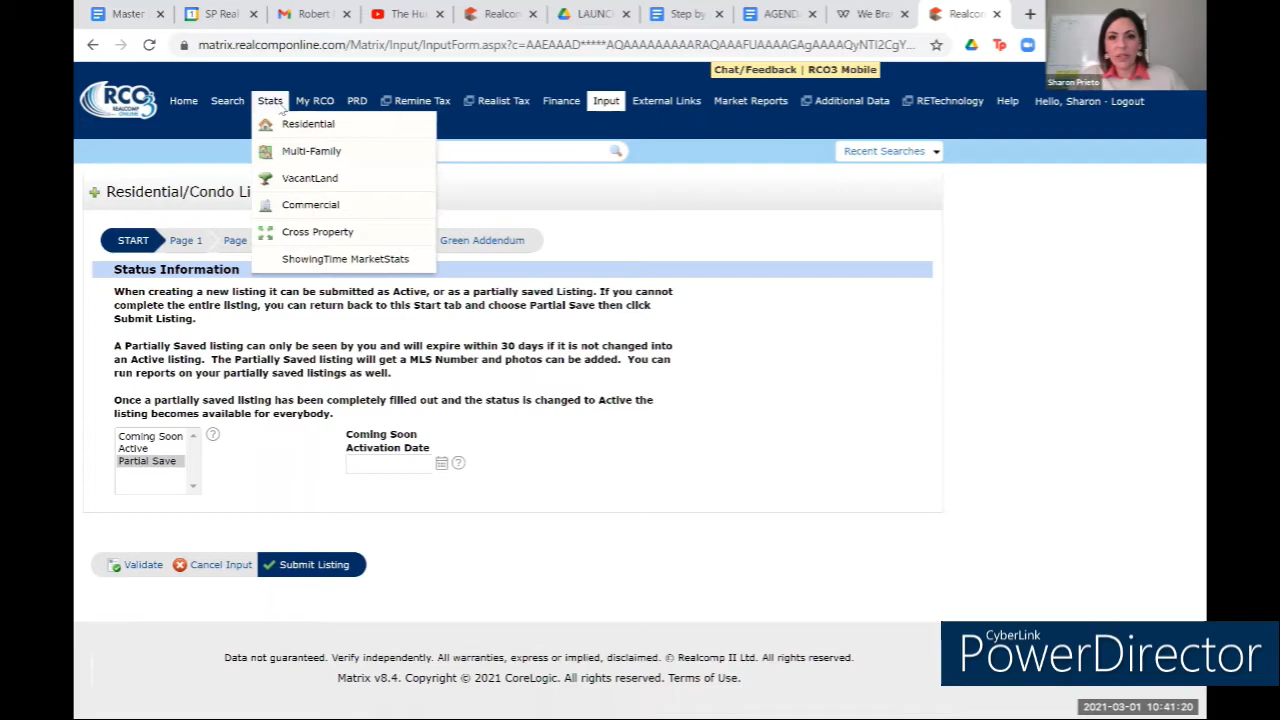 Master
SP Real
Robert
The Hu
Realcom
LAUNC
Step by
AGEND
We Bra
Realcon
matrix.realcomponline.com/Matrix/Input/InputForm.aspx?c=AAEAAAD*****AQAAAAAAAAARAQAAAFUAAAAGAgAAAAQyNTI2CgY...
Sharon Prieto
Chat/Feedback | RCO3 Mobile
RCO3
REALCOMP ONLINE
Home Search Stats My RCO PRD Remine Tax Realist Tax Finance Input External Links Market Reports Additional Data RETechnology Help Hello, Sharon - Logout
Recent Searches
Residential
Multi-Family
VacantLand
Commercial
Cross Property
ShowingTime MarketStats
Residential/Condo Li
START Page 1 Page Green Addendum
Status Information
When creating a new listing it can be submitted as Active, or as a partially saved Listing. If you cannot
complete the entire listing, you can return back to this Start tab and choose Partial Save then click
Submit Listing.
A Partially Saved listing can only be seen by you and will expire within 30 days if it is not changed into
an Active listing. The Partially Saved listing will get a MLS Number and photos can be added. You can
run reports on your partially saved listings as well.
Once a partially saved listing has been completely filled out and the status is changed to Active the
listing becomes available for everybody.
Coming Soon
Active
Partial Save
Coming Soon
Activation Date
Validate Cancel Input Submit Listing
Data not guaranteed. Verify independently. All warranties, express or implied, disclaimed. © Realcomp II Ltd. All rights reserved.
Matrix v8.4. Copyright © 2021 CoreLogic. All rights reserved. Terms of Use.
CyberLink
PowerDirector
2021-03-01 10:41:20